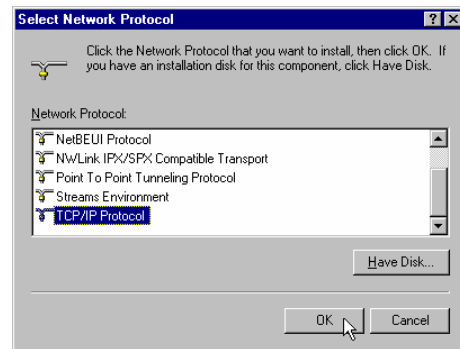 Select Network Protocol
Click the Network Protocol that you want to install, then click OK. If
you have an installation disk for this component, click Have Disk.
Network Protocol:
NetBEUI Protocol
NWLink IPX/SPX Compatible Transport
Point To Point Tunneling Protocol
Streams Environment
TCP/IP Protocol
Have Disk...
OK
Cancel